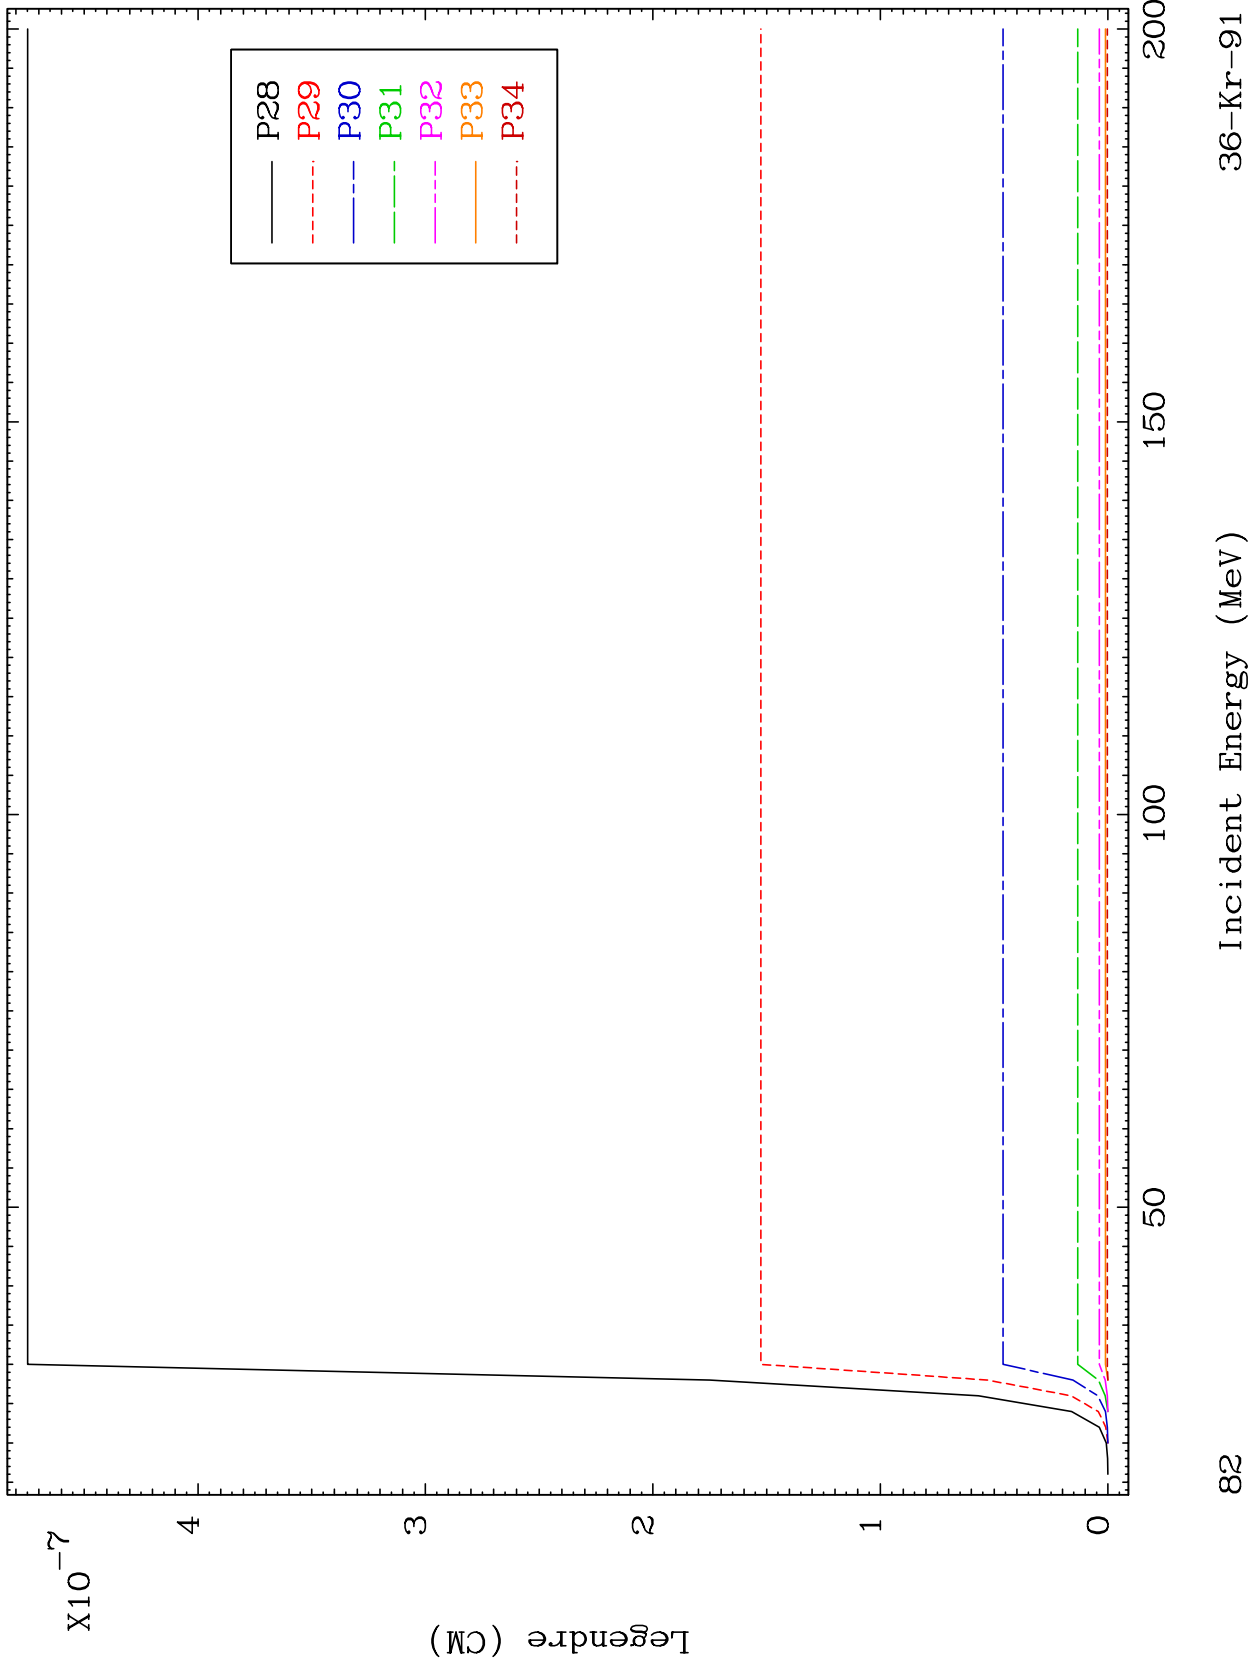 X10
-7
4
3
2
1
0
Legendre (CM)
P28
P29
P30
P31
P32
P33
P34
50
100
150
200
82
Incident Energy (MeV)
36-Kr-91